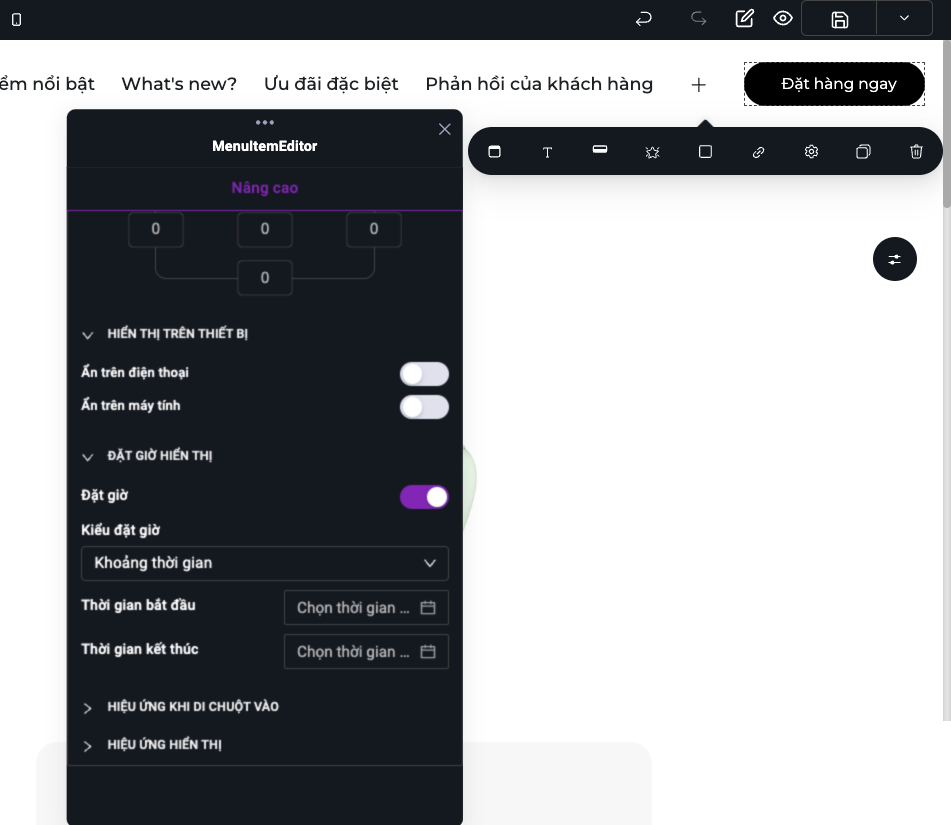 ểm nổi bật What's new? Ưu đãi đặc biệt Phản hồi của khách hàng + Đặt hàng ngay
MenuItemEditor
Nâng cao
0 0 0
0
HIỂN THỊ TRÊN THIẾT BỊ
Ẩn trên điện thoại
Ẩn trên máy tính
ĐẶT GIỜ HIỂN THỊ
Đặt giờ
Kiểu đặt giờ
Khoảng thời gian
Thời gian bắt đầu Chọn thời gian ...
Thời gian kết thúc Chọn thời gian ...
HIỆU ỨNG KHI DI CHUỘT VÀO
HIỆU ỨNG HIỂN THỊ